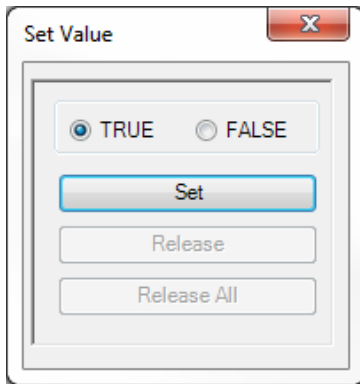 Set Value
TRUE FALSE
Set
Release
Release All